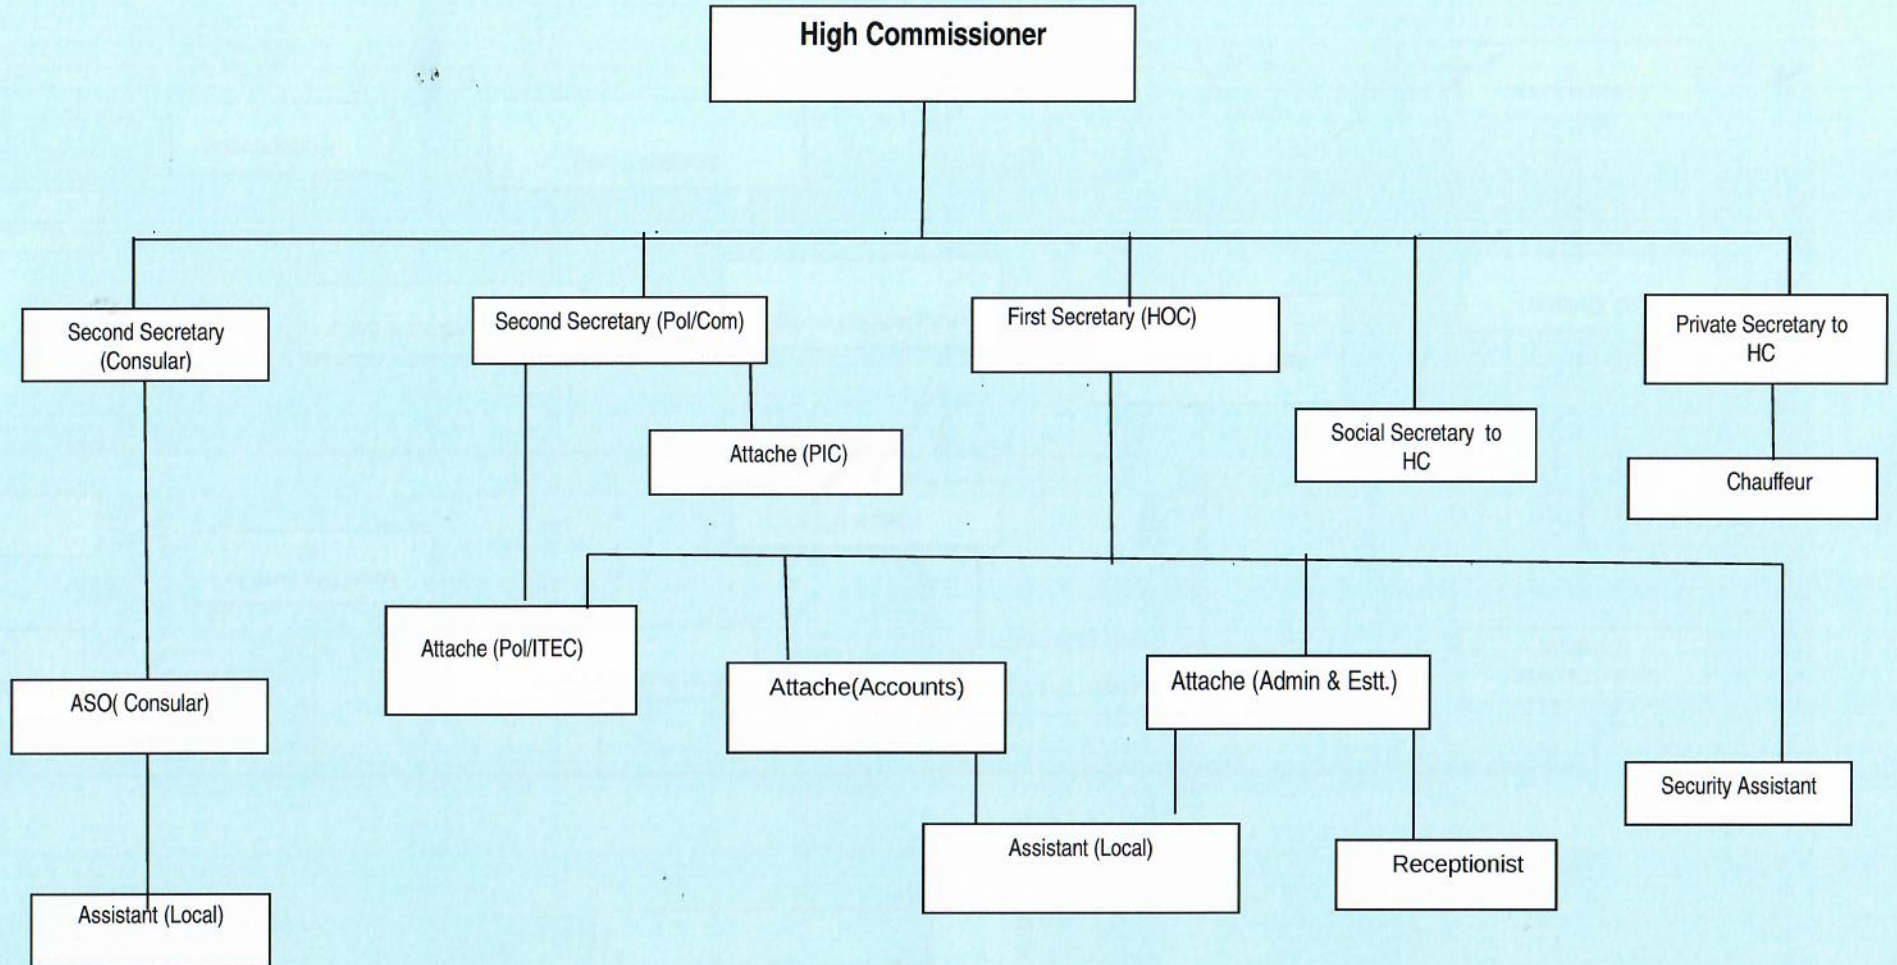 High Commissioner
Second Secretary
(Consular)
Second Secretary (Pol/Com)
First Secretary (HOC)
Private Secretary to
HC
Social Secretary to
HC
Attache (PIC)
Chauffeur
Attache (Pol/ITEC)
Attache(Accounts)
Attache (Admin & Estt.)
ASO( Consular)
Security Assistant
Assistant (Local)
Receptionist
Assistant (Local)